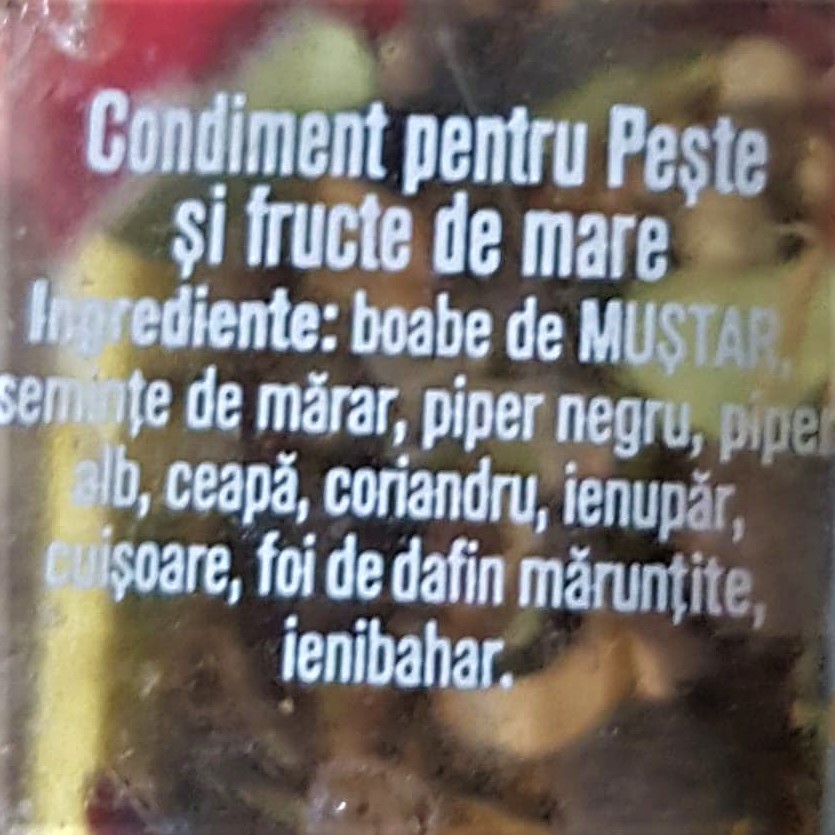 Condiment pentru Pește
și fructe de mare
Ingrediente: boabe de MUȘTAR,
semințe de mărar, piper negru, piper
alb, ceapă, coriandru, ienupăr,
cuișoare, foi de dafin mărunțite,
ienibahar.